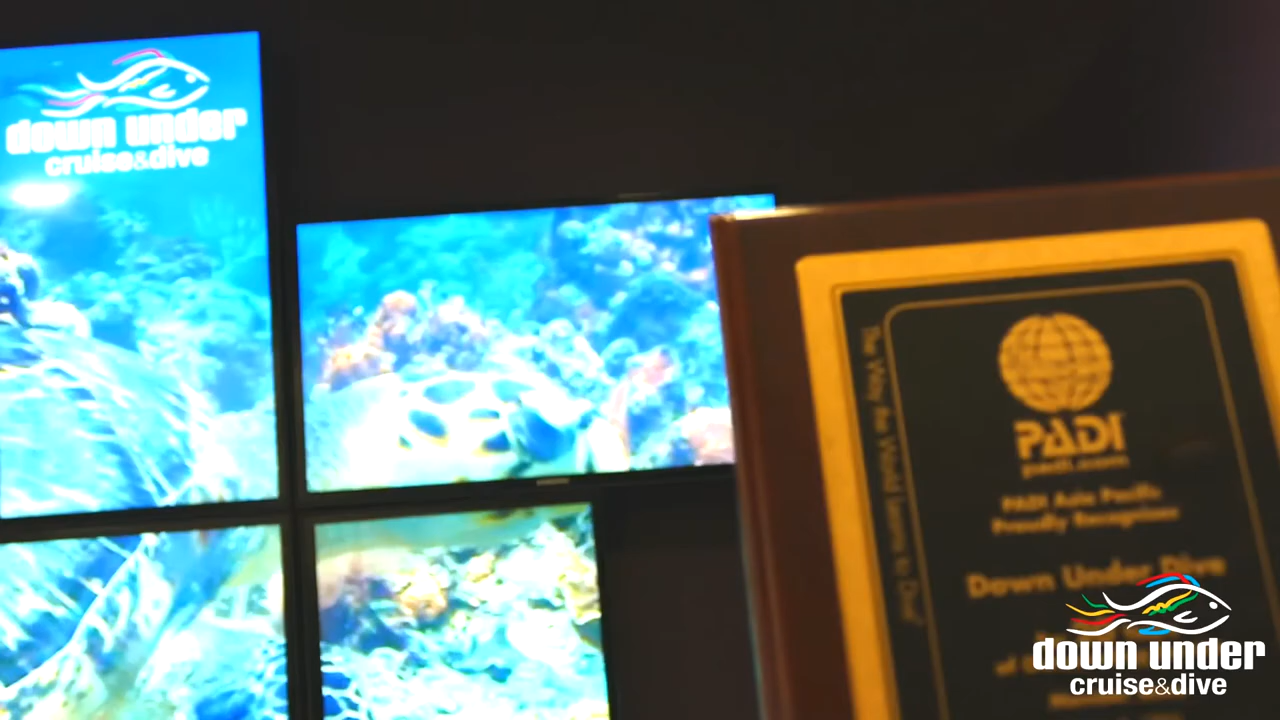 down under
cruise&dive
The Way the World Learns to Dive
PADI
padi.com
PADI Asia Pacific
Proudly Recognises
Down Under Dive
down under
cruise&dive